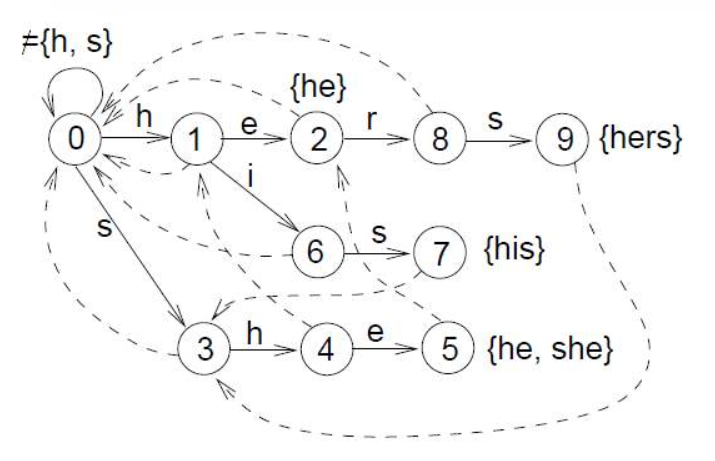 ≠{h, s}
{he}
h e r s
0 1 2 8 9 {hers}
i
s s
6 7 {his}
h e
3 4 5 {he, she}